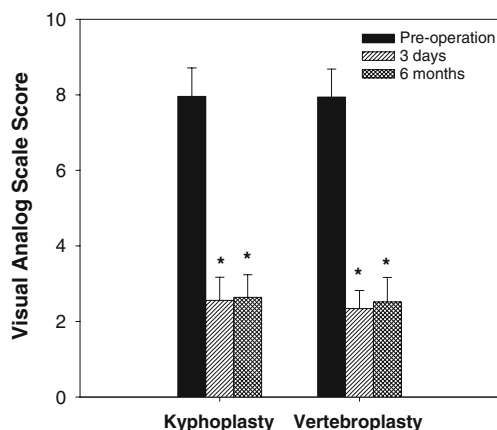 Visual Analog Scale Score
10
8
6
4
2
0
Pre-operation
3 days
6 months
* *
* *
Kyphoplasty Vertebroplasty